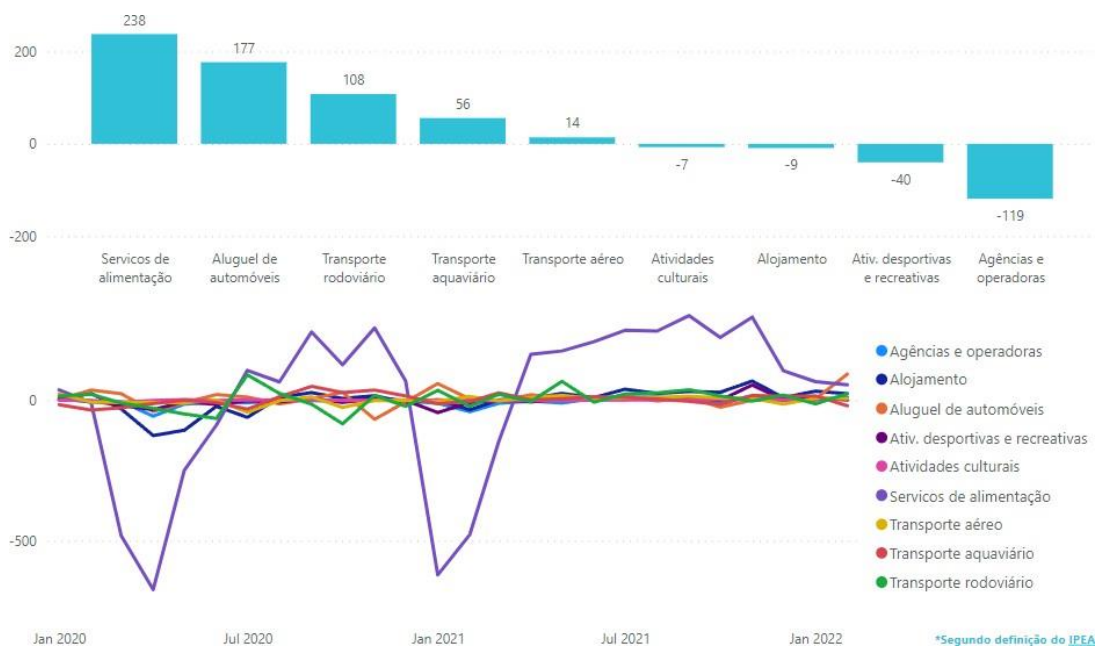 238
177
108
56
14
-7
-9
-40
-119
200
0
-200
Servicos de
alimentação
Aluguel de
automóveis
Transporte
rodoviário
Transporte
aquaviário
Transporte aéreo
Atividades
culturais
Alojamento
Ativ. desportivas
e recreativas
Agências e
operadoras
0
-500
Jan 2020
Jul 2020
Jan 2021
Jul 2021
Jan 2022
Agências e operadoras
Alojamento
Aluguel de automóveis
Ativ. desportivas e recreativas
Atividades culturais
Servicos de alimentação
Transporte aéreo
Transporte aquaviário
Transporte rodoviário
*Segundo definição do IPEA